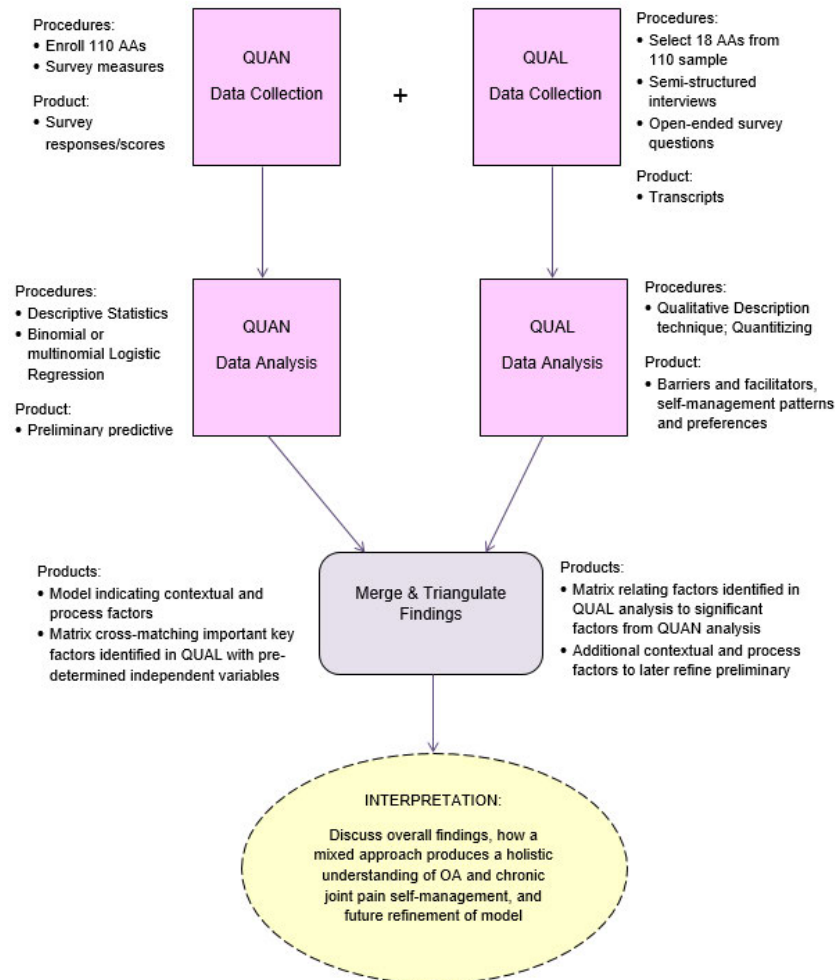 Procedures:
• Enroll 110 AAs
• Survey measures
Product:
• Survey
responses/scores
QUAN
Data Collection
+
QUAL
Data Collection
Procedures:
• Select 18 AAs from
110 sample
• Semi-structured
interviews
• Open-ended survey
questions
Product:
• Transcripts
Procedures:
• Descriptive Statistics
• Binomial or
multinomial Logistic
Regression
Product:
• Preliminary predictive
QUAN
Data Analysis
QUAL
Data Analysis
Procedures:
• Qualitative Description
technique; Quantitizing
Product:
• Barriers and facilitators,
self-management patterns
and preferences
Products:
• Model indicating contextual and
process factors
• Matrix cross-matching important key
factors identified in QUAL with pre-
determined independent variables
Merge & Triangulate
Findings
Products:
• Matrix relating factors identified in
QUAL analysis to significant
factors from QUAN analysis
• Additional contextual and process
factors to later refine preliminary
INTERPRETATION:
Discuss overall findings, how a
mixed approach produces a holistic
understanding of OA and chronic
joint pain self-management, and
future refinement of model